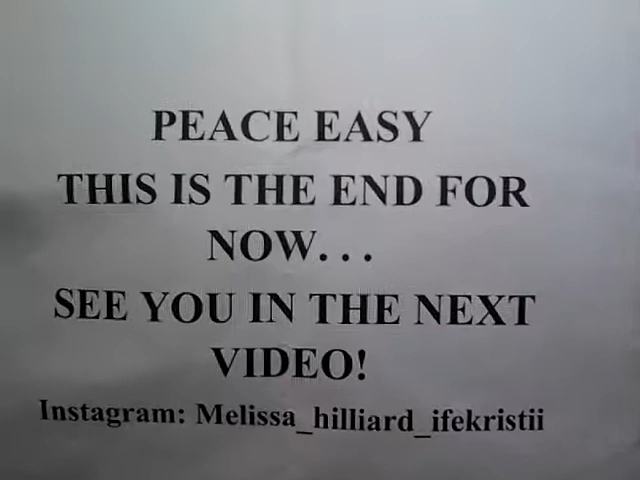 PEACE EASY
THIS IS THE END FOR
NOW...
SEE YOU IN THE NEXT
VIDEO!
Instagram: Melissa_hilliard_ifekristii